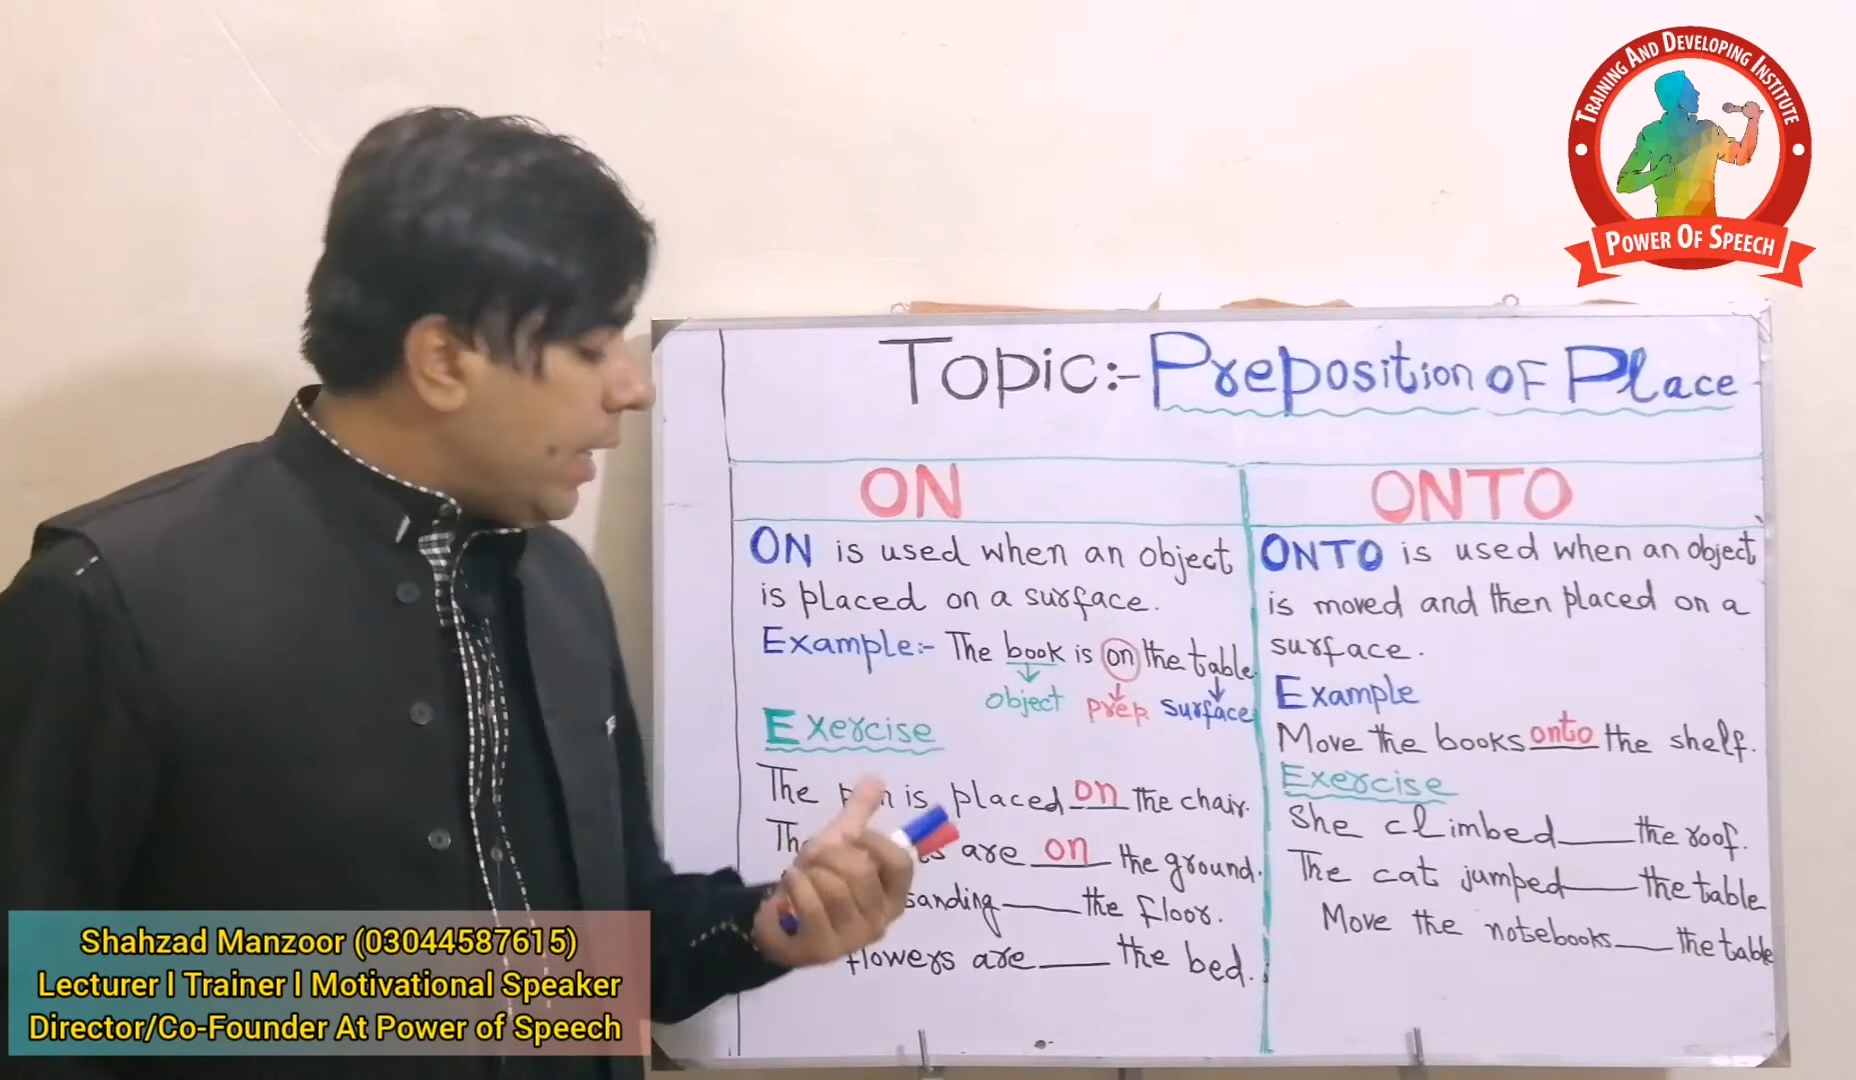 TRAINING AND DEVELOPING INSTITUTE
POWER OF SPEECH
Topic:- Preposition of Place
ON
ON is used when an object
is placed on a surface.
Example:- The book is on the table.
object prep. surface
Exercise
The is placed on the chair.
are on the ground.
sanding ___ the floor.
flowers are ___ the bed.
ONTO
ONTO is used when an object
is moved and then placed on a
surface.
Example
Move the books onto the shelf.
Exercise
She climbed ___ the roof.
The cat jumped ___ the table
Move the notebooks ___ the table
Shahzad Manzoor (03044587615)
Lecturer l Trainer l Motivational Speaker
Director/Co-Founder At Power of Speech